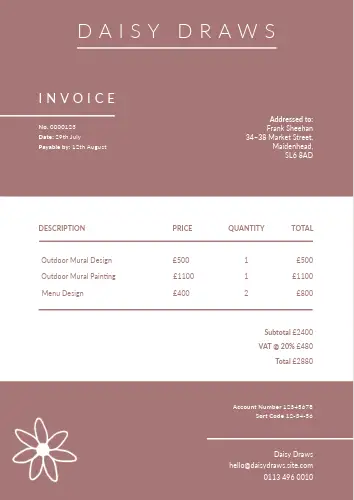 DAISY DRAWS
INVOICE
No. 0000125
Date: 29th July
Payable by: 12th August
Addressed to:
Frank Sheehan
34–38 Market Street,
Maidenhead,
SL6 8AD
DESCRIPTION PRICE QUANTITY TOTAL
Outdoor Mural Design £500 1 £500
Outdoor Mural Painting £1100 1 £1100
Menu Design £400 2 £800
Subtotal £2400
VAT @ 20% £480
Total £2880
Account Number 12345678
Sort Code 12-34-56
Daisy Draws
hello@daisydraws.site.com
0113 496 0010